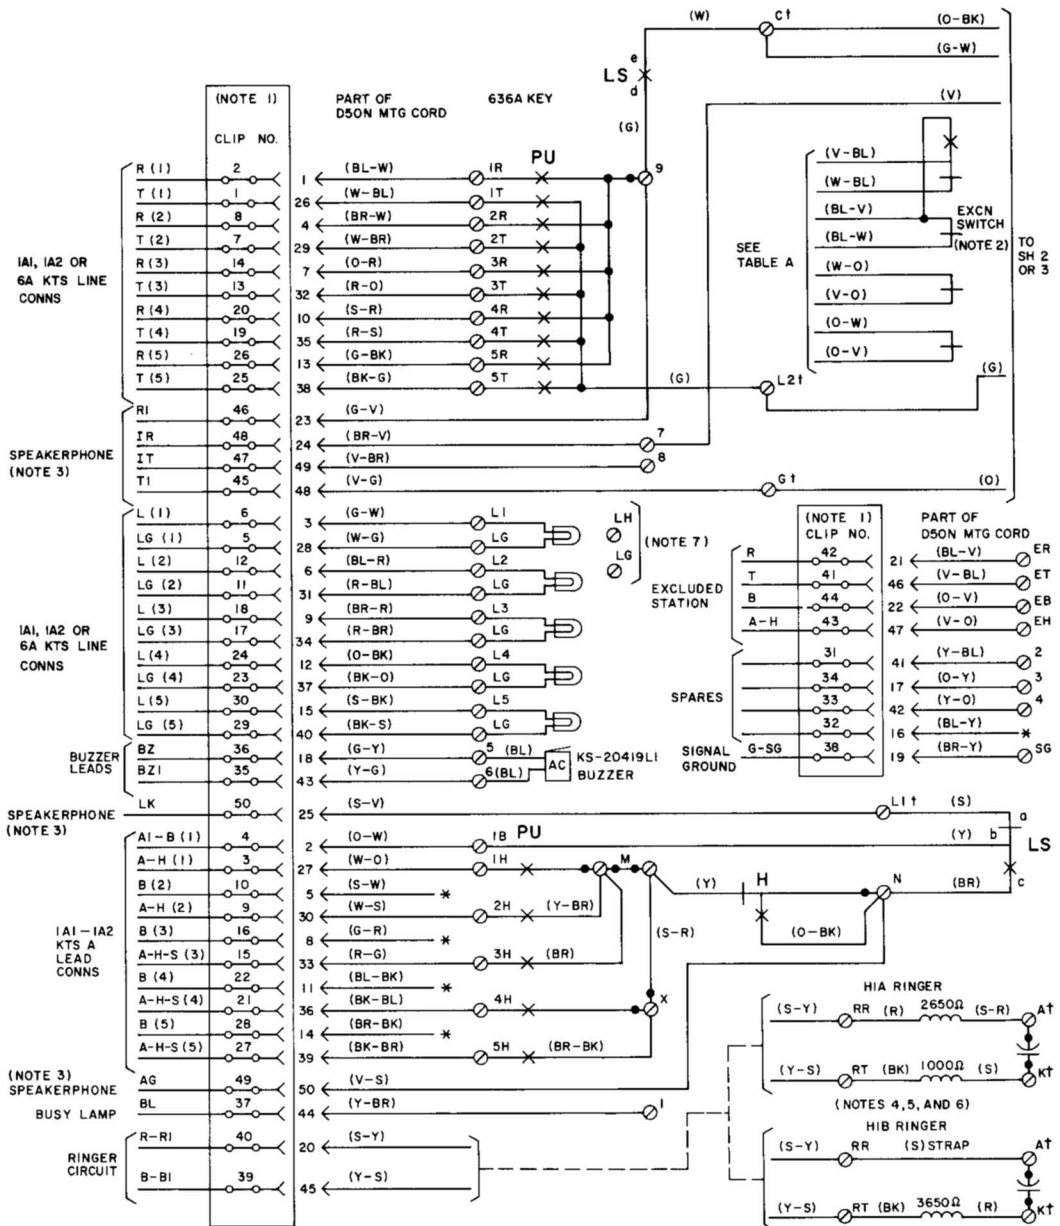 (W) C† (O-BK)
(G-W)
e
LS
d
(V)
(NOTE 1) PART OF 636A KEY
D50N MTG CORD
CLIP NO.
(G)
PU
R (1) 2 1 (BL-W) 1R 9
T (1) 1 26 (W-BL) 1T
R (2) 8 4 (BR-W) 2R
T (2) 7 29 (W-BR) 2T
R (3) 14 7 (O-R) 3R
T (3) 13 32 (R-O) 3T
R (4) 20 10 (S-R) 4R
T (4) 19 35 (R-S) 4T
R (5) 26 13 (G-BK) 5R
T (5) 25 38 (BK-G) 5T (G) L2† (G)
1A1, 1A2 OR
6A KTS LINE
CONNS
(V-BL)
(W-BL)
(BL-V)
(BL-W)
(W-O)
(V-O)
(O-W)
(O-V)
SEE
TABLE A
EXCN
SWITCH
(NOTE 2)
TO
SH 2
OR 3
R1 46 23 (G-V)
1R 48 24 (BR-V) 7
1T 47 49 (V-BR) 8
T1 45 48 (V-G) G† (O)
SPEAKERPHONE
(NOTE 3)
L (1) 6 3 (G-W) L1
LG (1) 5 28 (W-G) LG
L (2) 12 6 (BL-R) L2
LG (2) 11 31 (R-BL) LG
L (3) 18 9 (BR-R) L3
LG (3) 17 34 (R-BR) LG
L (4) 24 12 (O-BK) L4
LG (4) 23 37 (BK-O) LG
L (5) 30 15 (S-BK) L5
LG (5) 29 40 (BK-S) LG
1A1, 1A2 OR
6A KTS LINE
CONNS
LH
LG
(NOTE 7)
(NOTE 1) PART OF
CLIP NO. D50N MTG CORD
R 42 21 (BL-V) ER
T 41 46 (V-BL) ET
B 44 22 (O-V) EB
A-H 43 47 (V-O) EH
EXCLUDED
STATION
31 41 (Y-BL) 2
34 17 (O-Y) 3
33 42 (Y-O) 4
32 16 (BL-Y) *
SPARES
SIGNAL
GROUND
G-SG 38 19 (BR-Y) SG
BUZZER
LEADS
BZ 36 18 (G-Y) 5 (BL)
BZ1 35 43 (Y-G) 6 (BL)
AC
KS-20419L1
BUZZER
SPEAKERPHONE
(NOTE 3)
LK 50 25 (S-V) L1† (S)
a
b
LS
c
PU
A1-B (1) 4 2 (O-W) 1B (Y)
A-H (1) 3 27 (W-O) 1H M (Y) H N (BR)
B (2) 10 5 (S-W) *
A-H (2) 9 30 (W-S) 2H (Y-BR)
B (3) 16 8 (G-R) *
A-H-S (3) 15 33 (R-G) 3H (BR)
B (4) 22 11 (BL-BK) *
A-H-S (4) 21 36 (BK-BL) 4H X
B (5) 28 14 (BR-BK) *
A-H-S (5) 27 39 (BK-BR) 5H (BR-BK)
(O-BK)
(S-R)
1A1-1A2
KTS A
LEAD
CONNS
(NOTE 3)
SPEAKERPHONE
AG 49 50 (V-S)
BUSY LAMP
BL 37 44 (Y-BR) 1
RINGER
CIRCUIT
R-R1 40 20 (S-Y)
B-B1 39 45 (Y-S)
H1A RINGER
(S-Y) RR (R) 2650Ω (S-R) A†
(Y-S) RT (BK) 1000Ω (S) K†
(NOTES 4,5, AND 6)
H1B RINGER
(S-Y) RR (S) STRAP A†
(Y-S) RT (BK) 3650Ω (R) K†